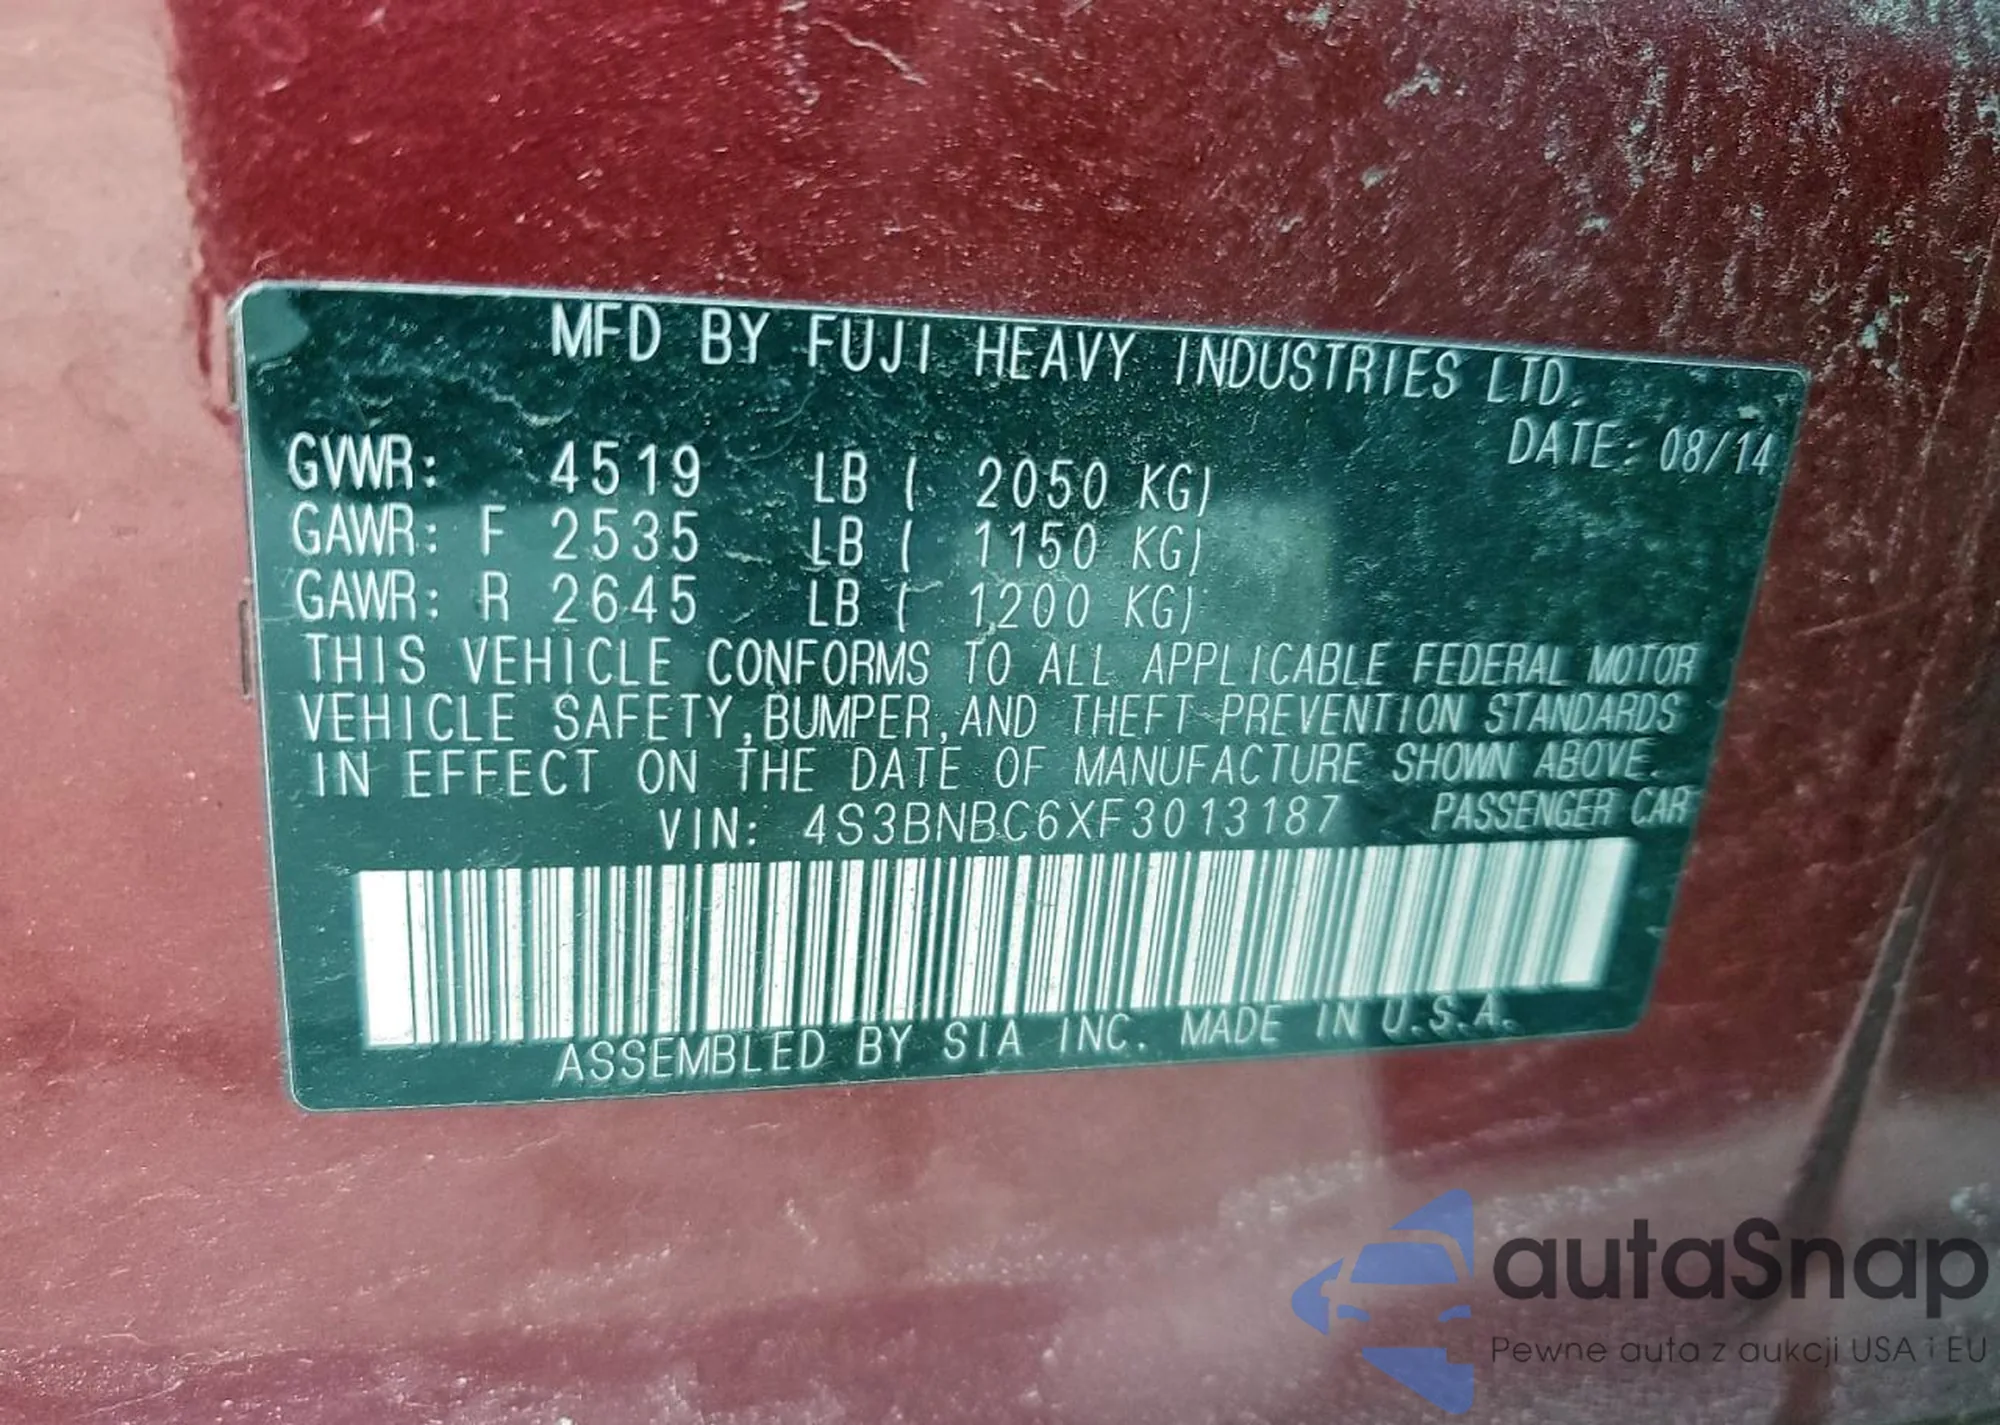 MFD BY FUJI HEAVY INDUSTRIES LTD.
DATE: 08/14
GVWR: 4519 LB ( 2050 KG)
GAWR: F 2535 LB ( 1150 KG)
GAWR: R 2645 LB ( 1200 KG)
THIS VEHICLE CONFORMS TO ALL APPLICABLE FEDERAL MOTOR
VEHICLE SAFETY,BUMPER,AND THEFT PREVENTION STANDARDS
IN EFFECT ON THE DATE OF MANUFACTURE SHOWN ABOVE.
VIN: 4S3BNBC6XF3013187 PASSENGER CAR
ASSEMBLED BY SIA INC. MADE IN U.S.A.
autaSnap
Pewne auta z aukcji USA i EU